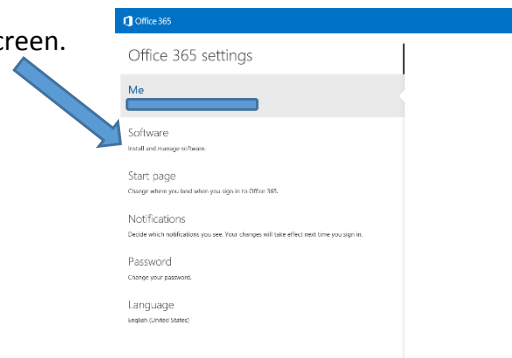 creen.
Office 365
Office 365 settings
Me
Software
Install and manage software.
Start page
Change where you land when you sign in to Office 365.
Notifications
Decide which notifications you see. Your changes will take effect next time you sign in.
Password
Change your password.
Language
English (United States)